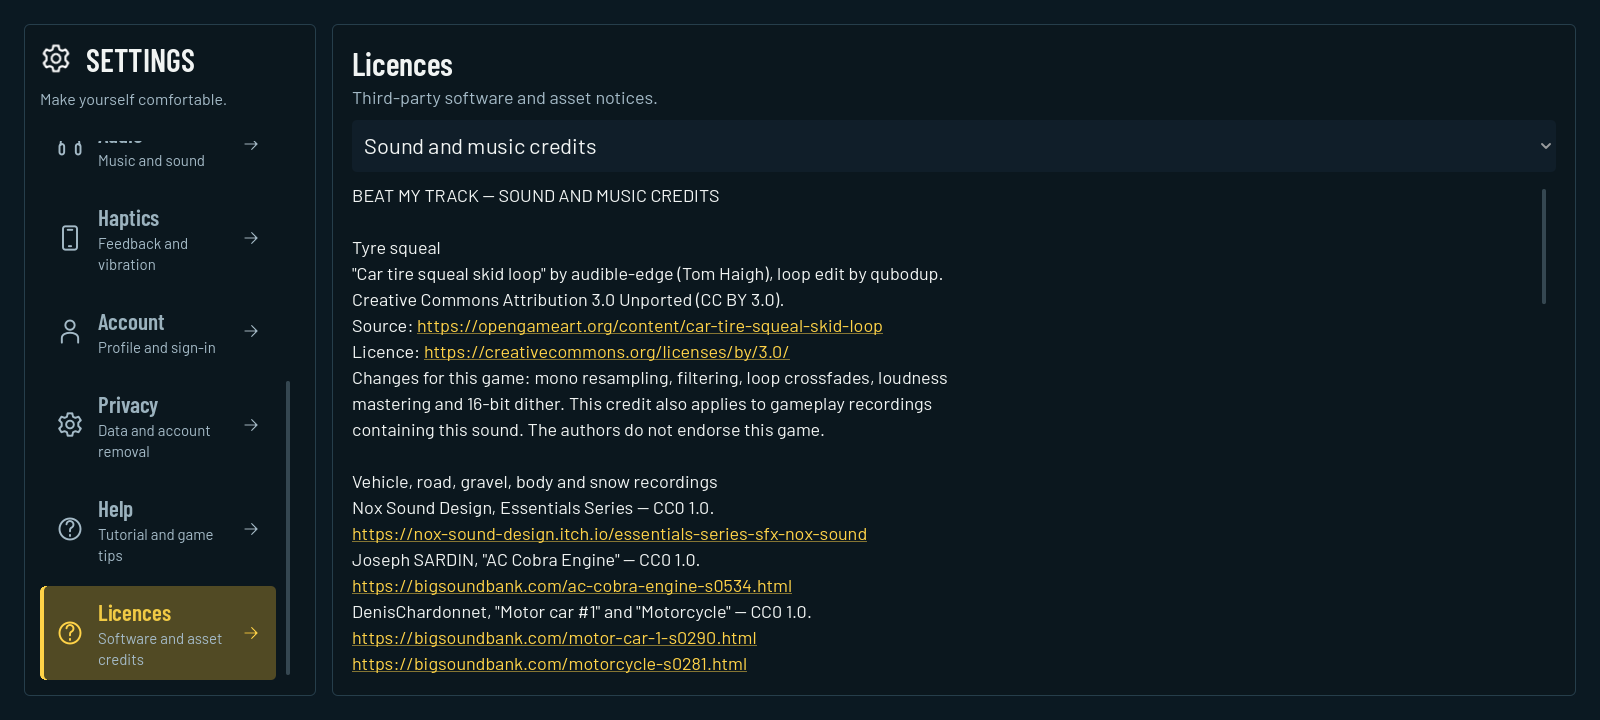 SETTINGS
Make yourself comfortable.
Music and sound
Haptics
Feedback and
vibration
Account
Profile and sign-in
Privacy
Data and account
removal
Help
Tutorial and game
tips
Licences
Software and asset
credits
Licences
Third-party software and asset notices.
Sound and music credits
BEAT MY TRACK — SOUND AND MUSIC CREDITS
Tyre squeal
"Car tire squeal skid loop" by audible-edge (Tom Haigh), loop edit by qubodup.
Creative Commons Attribution 3.0 Unported (CC BY 3.0).
Source: https://opengameart.org/content/car-tire-squeal-skid-loop
Licence: https://creativecommons.org/licenses/by/3.0/
Changes for this game: mono resampling, filtering, loop crossfades, loudness
mastering and 16-bit dither. This credit also applies to gameplay recordings
containing this sound. The authors do not endorse this game.
Vehicle, road, gravel, body and snow recordings
Nox Sound Design, Essentials Series — CC0 1.0.
https://nox-sound-design.itch.io/essentials-series-sfx-nox-sound
Joseph SARDIN, "AC Cobra Engine" — CC0 1.0.
https://bigsoundbank.com/ac-cobra-engine-s0534.html
DenisChardonnet, "Motor car #1" and "Motorcycle" — CC0 1.0.
https://bigsoundbank.com/motor-car-1-s0290.html
https://bigsoundbank.com/motorcycle-s0281.html